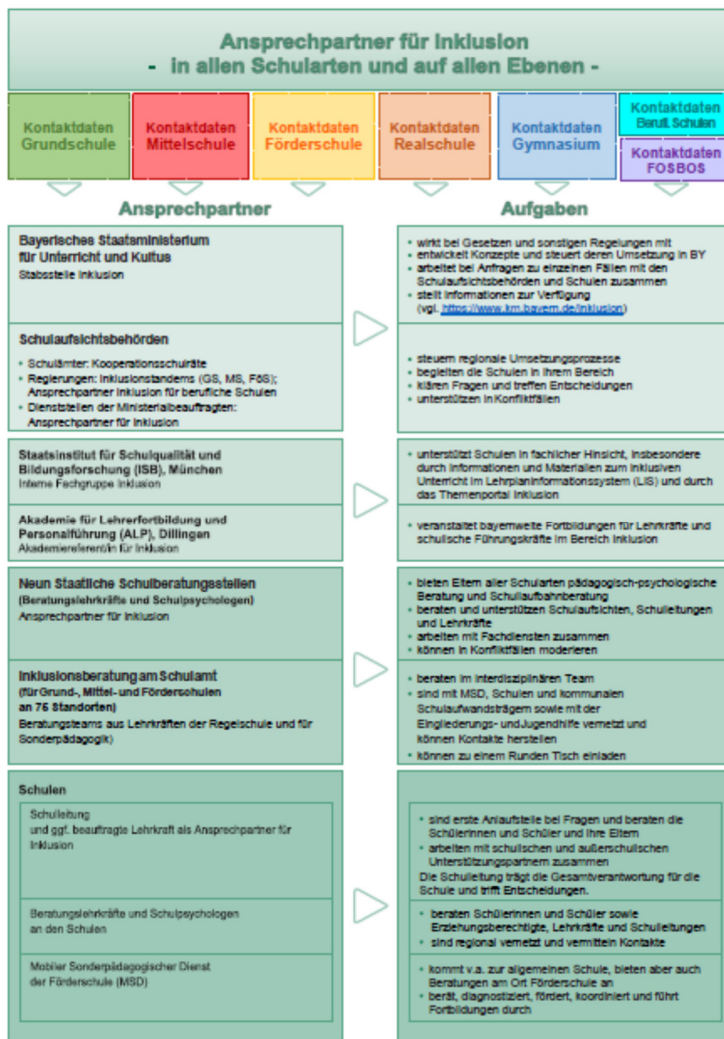 Ansprechpartner für Inklusion
- in allen Schularten und auf allen Ebenen -
Kontaktdaten
Grundschule
Kontaktdaten
Mittelschule
Kontaktdaten
Förderschule
Kontaktdaten
Realschule
Kontaktdaten
Gymnasium
Kontaktdaten
Berufl. Schulen
Kontaktdaten
FOSBOS
Ansprechpartner
Aufgaben
Bayerisches Staatsministerium
für Unterricht und Kultus
Stabsstelle Inklusion
• wirkt bei Gesetzen und sonstigen Regelungen mit
• entwickelt Konzepte und steuert deren Umsetzung in BY
• arbeitet bei Anfragen zu einzelnen Fällen mit den
Schulaufsichtsbehörden und Schulen zusammen
• stellt Informationen zur Verfügung
(vgl. https://www.km.bayern.de/inklusion)
Schulaufsichtsbehörden
• Schulämter: Kooperationsschulräte
• Regierungen: Inklusionstandems (GS, MS, FöS);
Ansprechpartner Inklusion für berufliche Schulen
• Dienststellen der Ministerialbeauftragten:
Ansprechpartner für Inklusion
• steuern regionale Umsetzungsprozesse
• begleiten die Schulen in ihrem Bereich
• klären Fragen und treffen Entscheidungen
• unterstützen in Konfliktfällen
Staatsinstitut für Schulqualität und
Bildungsforschung (ISB), München
Interne Fachgruppe Inklusion
• unterstützt Schulen in fachlicher Hinsicht, insbesondere
durch Informationen und Materialien zum inklusiven
Unterricht im Lehrplaninformationssystem (LIS) und durch
das Themenportal Inklusion
Akademie für Lehrerfortbildung und
Personalführung (ALP), Dillingen
Akademiereferent/in für Inklusion
• veranstaltet bayernweite Fortbildungen für Lehrkräfte und
schulische Führungskräfte im Bereich Inklusion
Neun Staatliche Schulberatungsstellen
(Beratungslehrkräfte und Schulpsychologen)
Ansprechpartner für Inklusion
• bieten Eltern aller Schularten pädagogisch-psychologische
Beratung und Schullaufbahnberatung
• beraten und unterstützen Schulaufsichten, Schulleitungen
und Lehrkräfte
• arbeiten mit Fachdiensten zusammen
• können in Konfliktfällen moderieren
Inklusionsberatung am Schulamt
(für Grund-, Mittel- und Förderschulen
an 76 Standorten)
Beratungsteams aus Lehrkräften der Regelschule und für
Sonderpädagogik)
• beraten im interdisziplinären Team
• sind mit MSD, Schulen und kommunalen
Schulaufwandsträgern sowie mit der
Eingliederungs- und Jugendhilfe vernetzt und
können Kontakte herstellen
• können zu einem Runden Tisch einladen
Schulen
Schulleitung
und ggf. beauftragte Lehrkraft als Ansprechpartner für
Inklusion
• sind erste Anlaufstelle bei Fragen und beraten die
Schülerinnen und Schüler und ihre Eltern
• arbeiten mit schulischen und außerschulischen
Unterstützungspartnern zusammen
Die Schulleitung trägt die Gesamtverantwortung für die
Schule und trifft Entscheidungen.
Beratungslehrkräfte und Schulpsychologen
an den Schulen
• beraten Schülerinnen und Schüler sowie
Erziehungsberechtigte, Lehrkräfte und Schulleitungen
• sind regional vernetzt und vermitteln Kontakte
Mobiler Sonderpädagogischer Dienst
der Förderschule (MSD)
• kommt v.a. zur allgemeinen Schule, bieten aber auch
Beratungen am Ort Förderschule an
• berät, diagnostiziert, fördert, koordiniert und führt
Fortbildungen durch